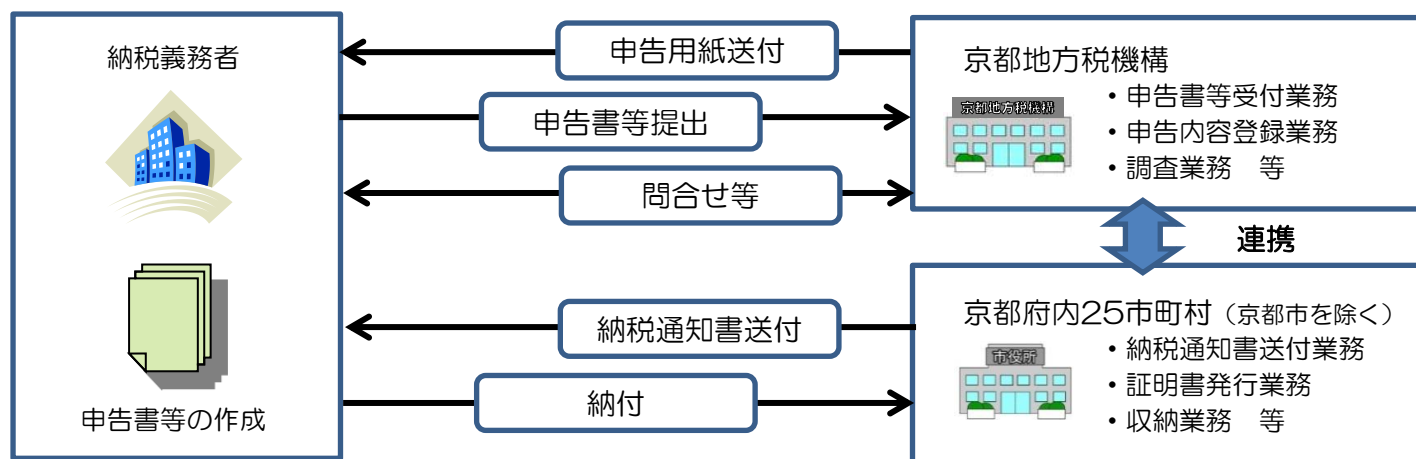 納税義務者
申告書等の作成
申告用紙送付
申告書等提出
問合せ等
納税通知書送付
納付
京都地方税機構
京都地方税機構
・申告書等受付業務
・申告内容登録業務
・調査業務　等
連携
京都府内25市町村（京都市を除く）
市役所
・納税通知書送付業務
・証明書発行業務
・収納業務　等